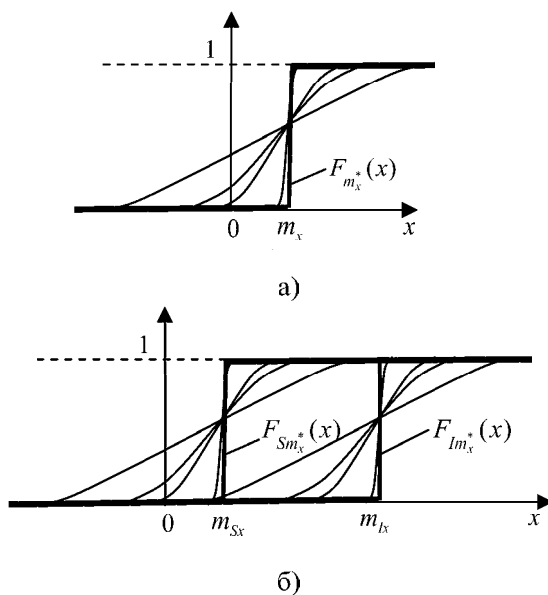 1
F_{m_x^*}(x)
0 m_x x
а)
1
F_{Sm_x^*}(x) F_{Im_x^*}(x)
0 m_{Sx} m_{Ix} x
б)